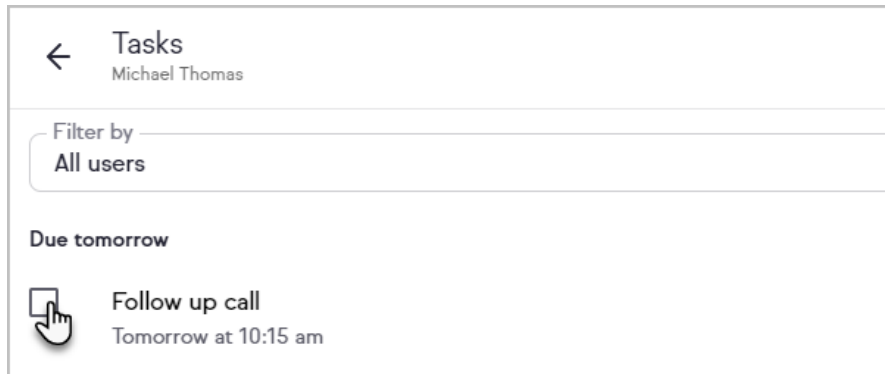 Tasks
Michael Thomas
Filter by
All users
Due tomorrow
Follow up call
Tomorrow at 10:15 am